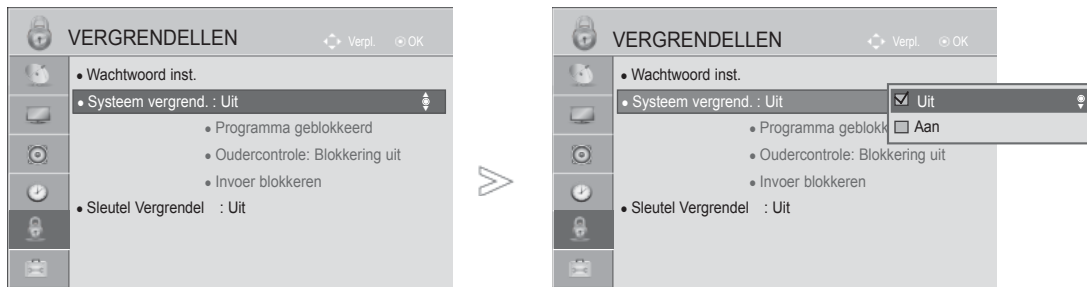 VERGRENDELLEN Verpl. OK
• Wachtwoord inst.
• Systeem vergrend. : Uit
• Programma geblokkeerd
• Oudercontrole: Blokkering uit
• Invoer blokkeren
• Sleutel Vergrendel : Uit
VERGRENDELLEN Verpl. OK
• Wachtwoord inst.
• Systeem vergrend. : Uit
Uit
• Programma geblokk
Aan
• Oudercontrole: Blokkering uit
• Invoer blokkeren
• Sleutel Vergrendel : Uit